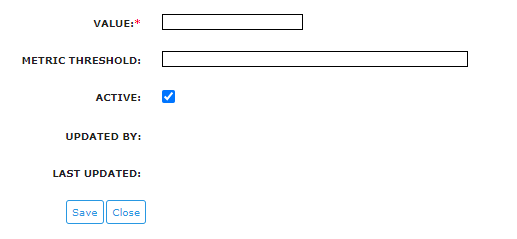 VALUE:*
METRIC THRESHOLD:
ACTIVE:
UPDATED BY:
LAST UPDATED:
Save Close